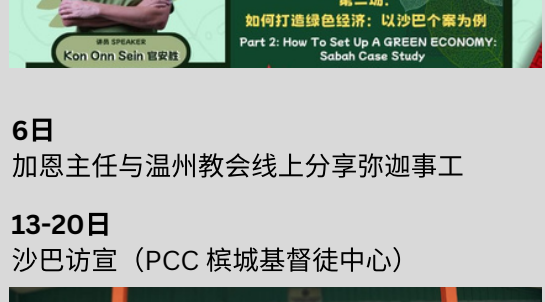 第二场：
如何打造绿色经济：以沙巴个案为例
Part 2: How To Set Up A GREEN ECONOMY:
Sabah Case Study
讲员 SPEAKER
Kon Onn Sein 官安胜
6日
加恩主任与温州教会线上分享弥迦事工
13-20日
沙巴访宣（PCC 槟城基督徒中心）